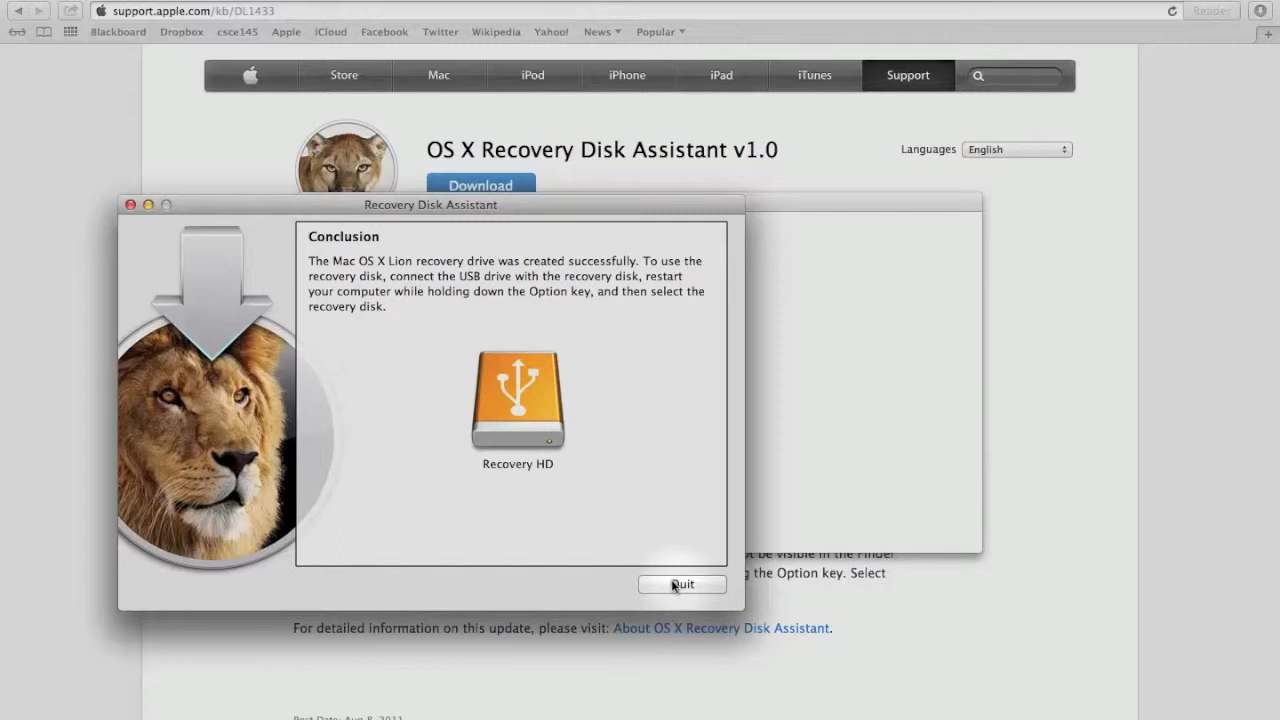 support.apple.com/kb/DL1433
Reader
Blackboard Dropbox csce145 Apple iCloud Facebook Twitter Wikipedia Yahoo! News Popular
Store Mac iPod iPhone iPad iTunes Support
OS X Recovery Disk Assistant v1.0
Languages English
Download
Recovery Disk Assistant
Conclusion
The Mac OS X Lion recovery drive was created successfully. To use the
recovery disk, connect the USB drive with the recovery disk, restart
your computer while holding down the Option key, and then select the
recovery disk.
Recovery HD
be visible in the Finder
the Option key. Select
Quit
For detailed information on this update, please visit: About OS X Recovery Disk Assistant.
Post Date: Aug 8, 2011